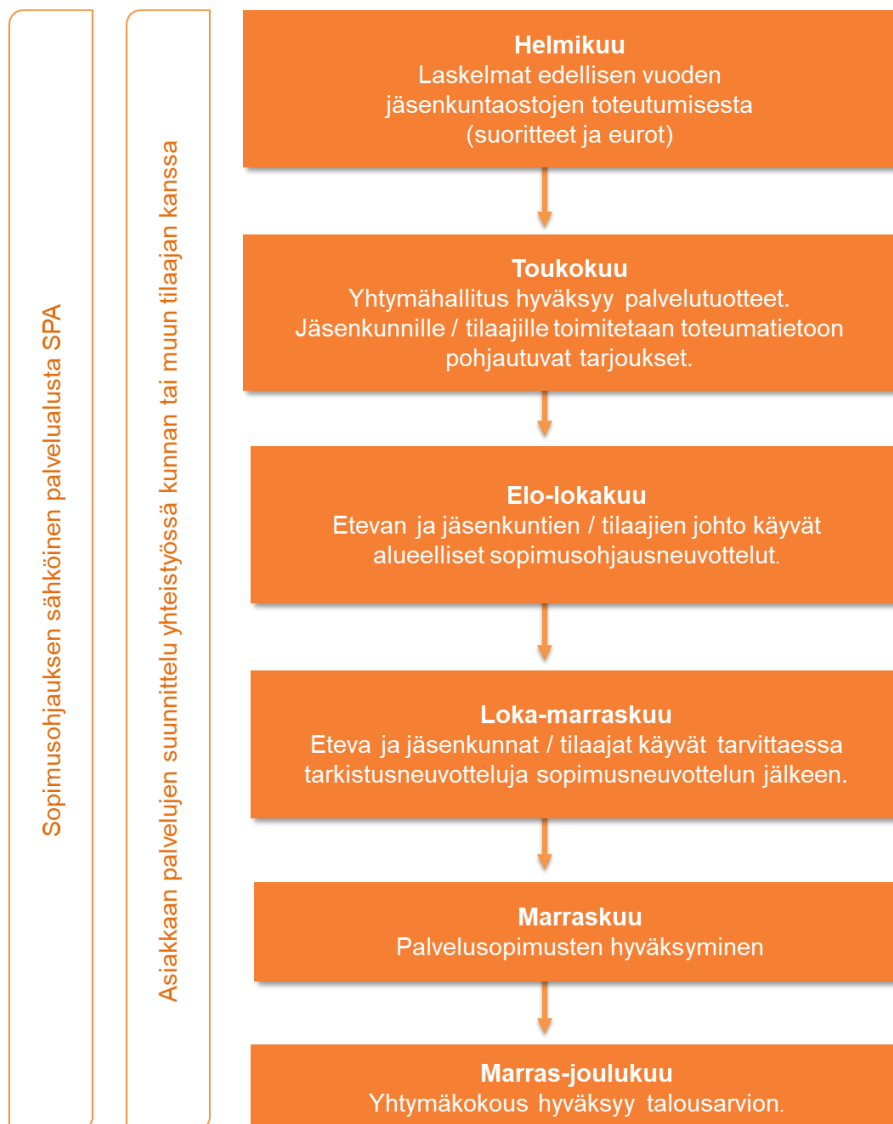 Sopimusohjauksen sähköinen palvelualusta SPA
Asiakkaan palvelujen suunnittelu yhteistyössä kunnan tai muun tilaajan kanssa
Helmikuu
Laskelmat edellisen vuoden
jäsenkuntaostojen toteutumisesta
(suoritteet ja eurot)
Toukokuu
Yhtymähallitus hyväksyy palvelutuotteet.
Jäsenkunnille / tilaajille toimitetaan toteumatietoon
pohjautuvat tarjoukset.
Elo-lokakuu
Etevan ja jäsenkuntien / tilaajien johto käyvät
alueelliset sopimusohjausneuvottelut.
Loka-marraskuu
Eteva ja jäsenkunnat / tilaajat käyvät tarvittaessa
tarkistusneuvotteluja sopimusneuvottelun jälkeen.
Marraskuu
Palvelusopimusten hyväksyminen
Marras-joulukuu
Yhtymäkokous hyväksyy talousarvion.